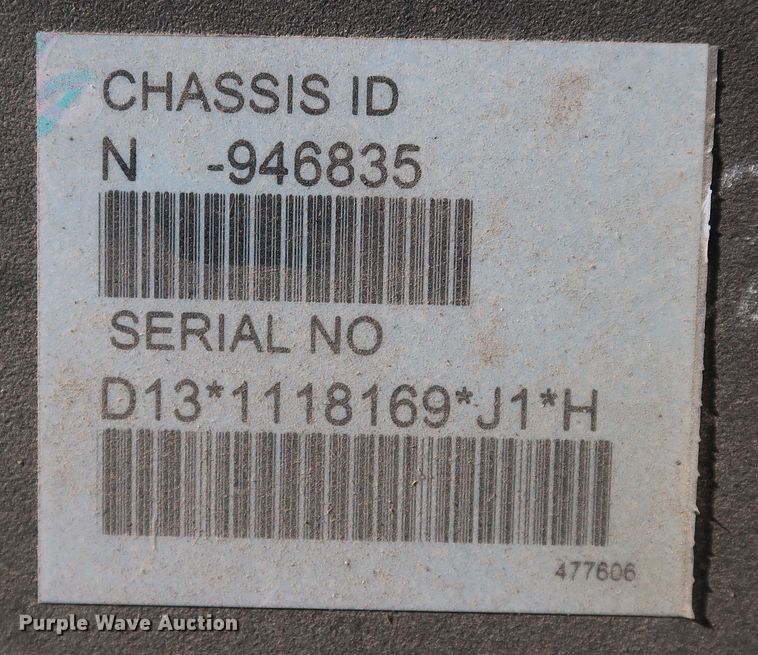 CHASSIS ID
N -946835
SERIAL NO
D13*1118169*J1*H
477606
Purple Wave Auction